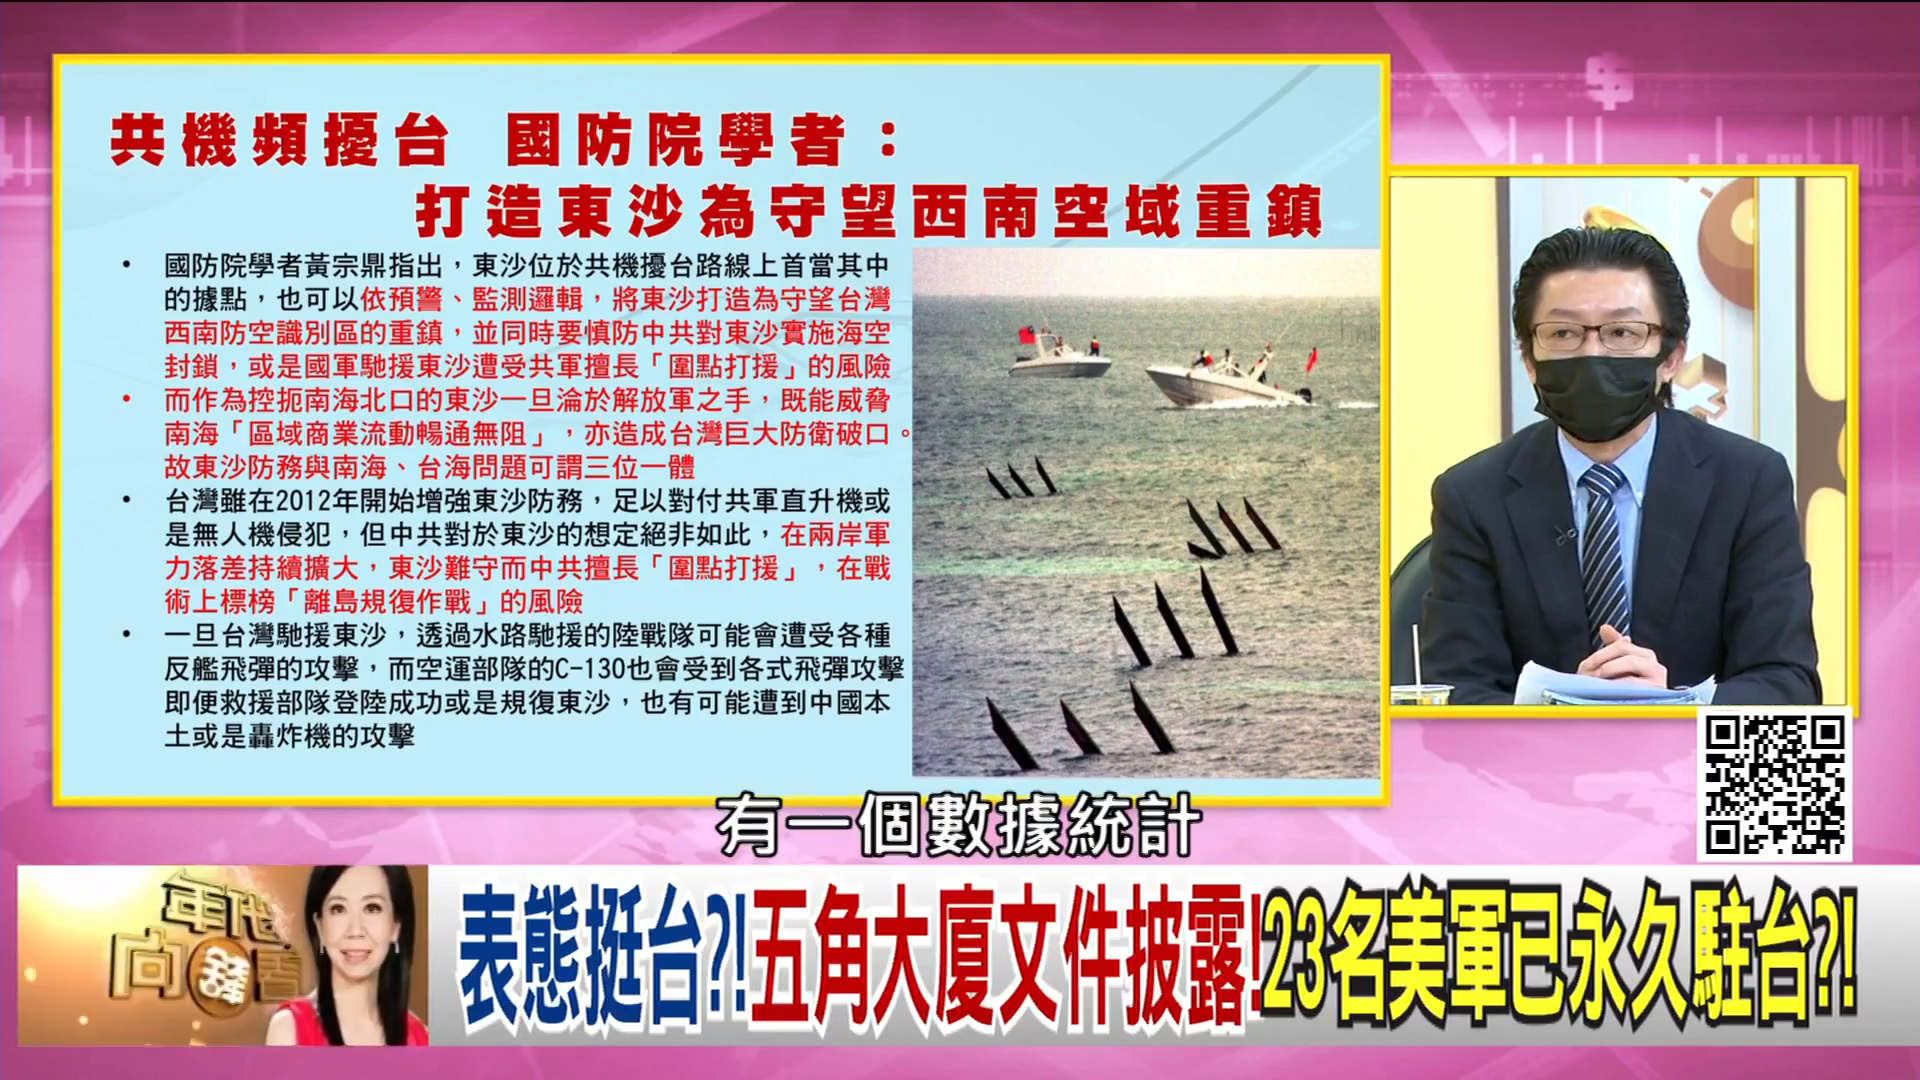 共機頻擾台 國防院學者：
打造東沙為守望西南空域重鎮
• 國防院學者黃宗鼎指出，東沙位於共機擾台路線上首當其中
的據點，也可以依預警、監測邏輯，將東沙打造為守望台灣
西南防空識別區的重鎮，並同時要慎防中共對東沙實施海空
封鎖，或是國軍馳援東沙遭受共軍擅長「圍點打援」的風險
• 而作為控扼南海北口的東沙一旦淪於解放軍之手，既能威脅
南海「區域商業流動暢通無阻」，亦造成台灣巨大防衛破口。
故東沙防務與南海、台海問題可謂三位一體
• 台灣雖在2012年開始增強東沙防務，足以對付共軍直升機或
是無人機侵犯，但中共對於東沙的想定絕非如此，在兩岸軍
力落差持續擴大，東沙難守而中共擅長「圍點打援」，在戰
術上標榜「離島規復作戰」的風險
• 一旦台灣馳援東沙，透過水路馳援的陸戰隊可能會遭受各種
反艦飛彈的攻擊，而空運部隊的C-130也會受到各式飛彈攻擊
即便救援部隊登陸成功或是規復東沙，也有可能遭到中國本
土或是轟炸機的攻擊
有一個數據統計
年代
向錢看
表態挺台?!五角大廈文件披露!23名美軍已永久駐台?!